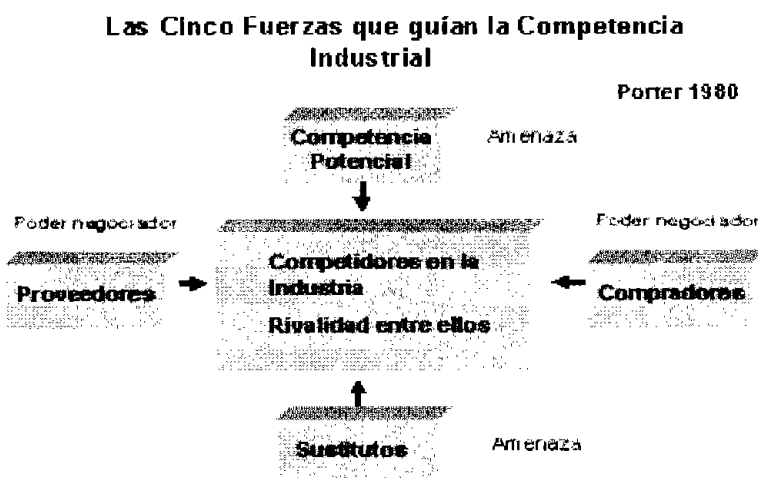 Las Cinco Fuerzas que guían la Competencia
Industrial
Porter 1980
Competencia
Potencial
Amenaza
Poder negociador
Poder negociador
Proveedores
Competidores en la
Industria
Rivalidad entre ellos
Compradores
Sustitutos
Amenaza